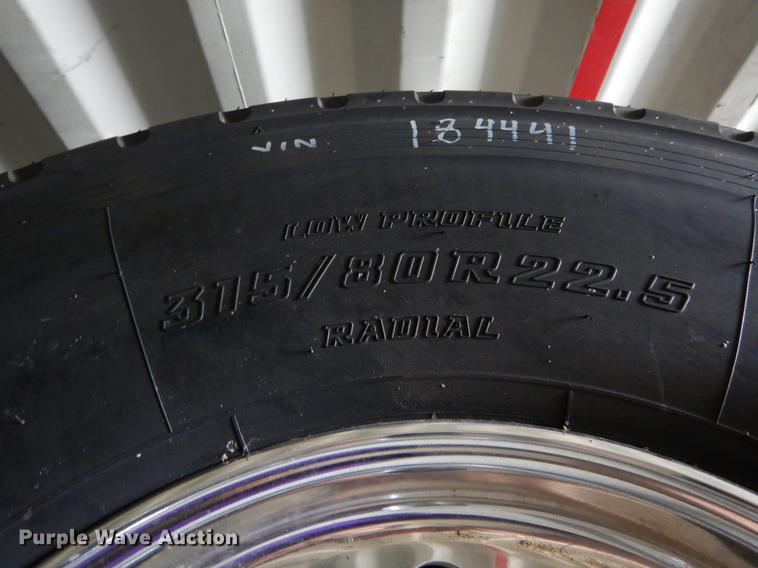 VIN 184441
LOW PROFILE
315/80R22.5
RADIAL
Purple Wave Auction